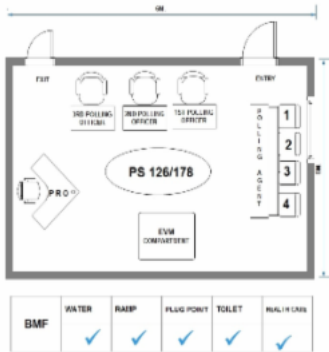 EXIT
ENTRY
3RD POLLING
OFFICER
2ND POLLING
OFFICER
1ST POLLING
OFFICER
POLLING AGENT
1
2
3
4
PS 126/178
PRO
EVM
COMPARTMENT
BMF
WATER
RAMP
PLUG POINT
TOILET
HEALTH CARE